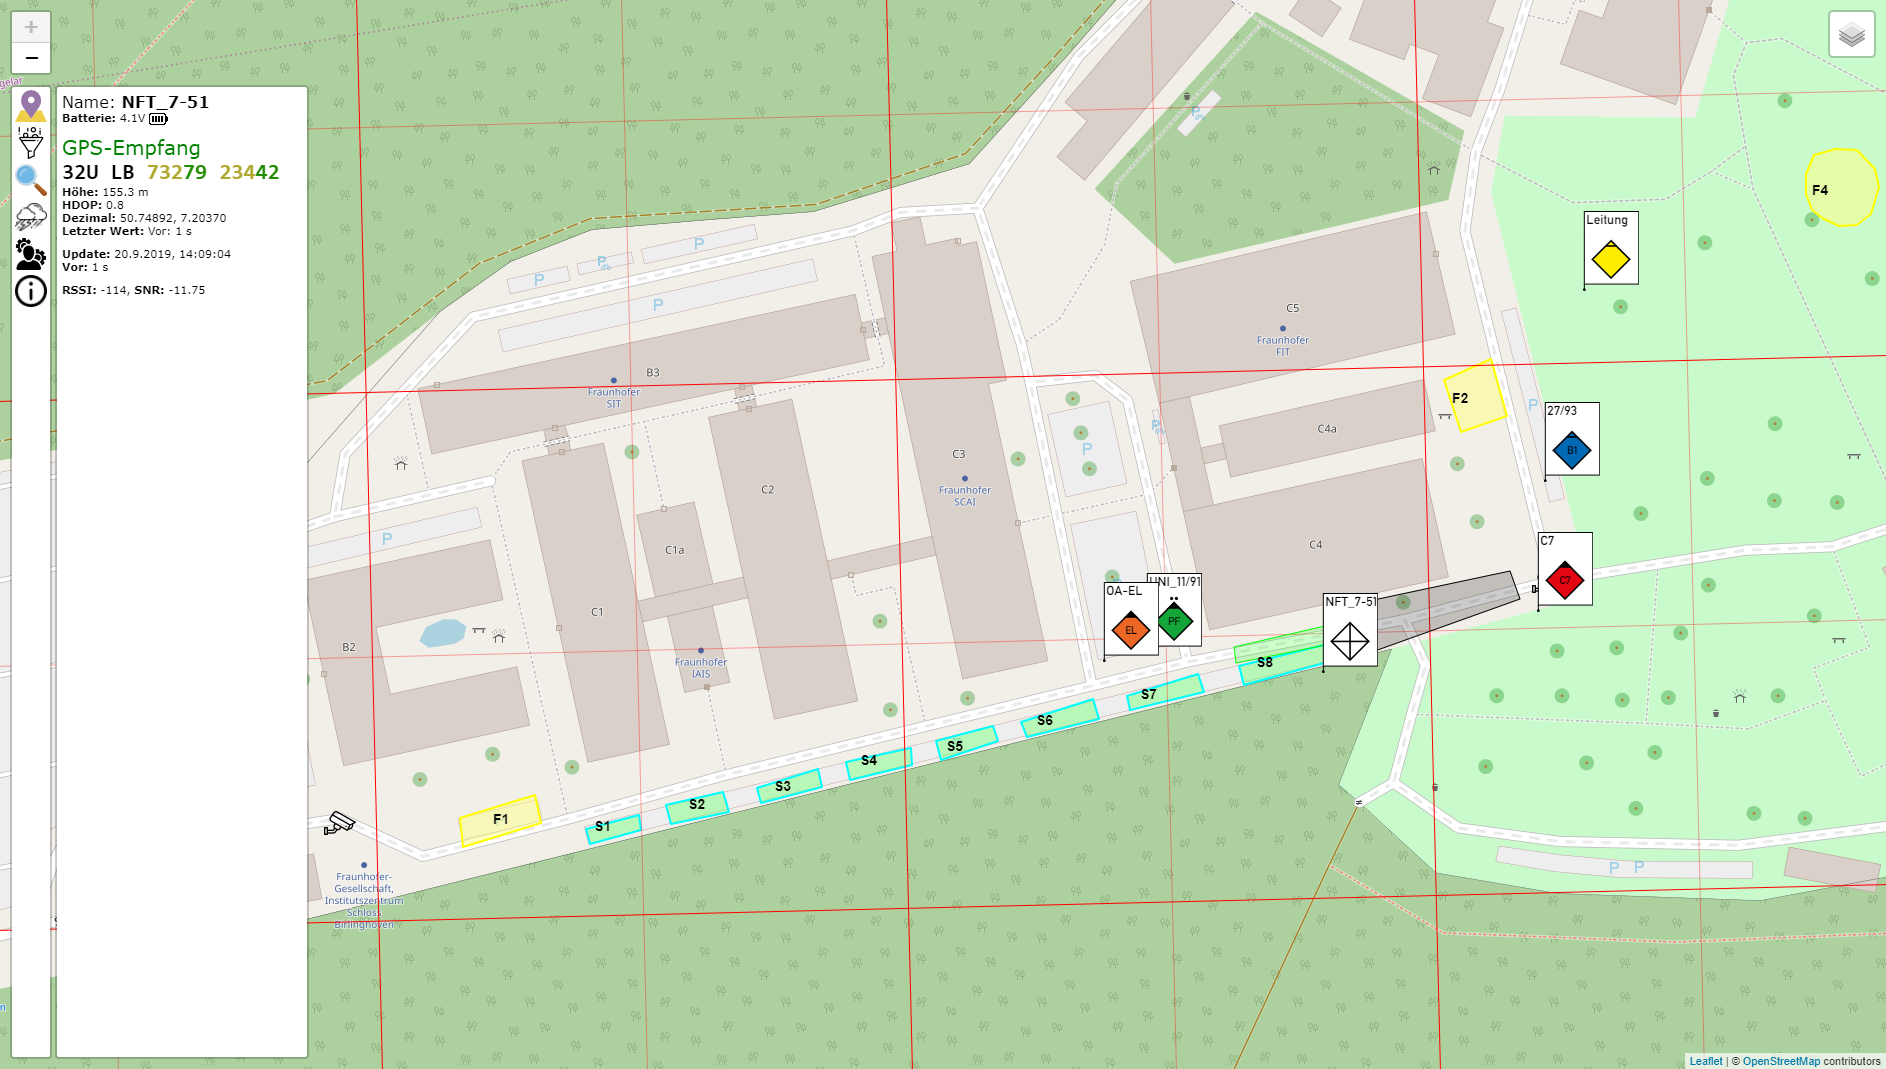 +
−
gelar
Name: NFT_7-51
Batterie: 4.1V
GPS-Empfang
32U LB 73279 23442
Höhe: 155.3 m
HDOP: 0.8
Dezimal: 50.74892, 7.20370
Letzter Wert: Vor: 1 s
Update: 20.9.2019, 14:09:04
Vor: 1 s
RSSI: -114, SNR: -11.75
P
P
P
P
P
F4
Leitung
C5
Fraunhofer
FIT
B3
Fraunhofer
SIT
F2
P
27/93
B1
C4a
P
P
C3
Fraunhofer
SCAI
C2
P
C1a
C4
C7
C7
OA-EL
EL
UNI_11/91
PF
NFT_7-51
C1
B2
Fraunhofer
IAIS
S8
S7
S6
S5
S4
S3
S2
S1
F1
Fraunhofer-
Gesellschaft,
Institutszentrum
Schloss
Birlinghoven
P P
Leaflet | © OpenStreetMap contributors